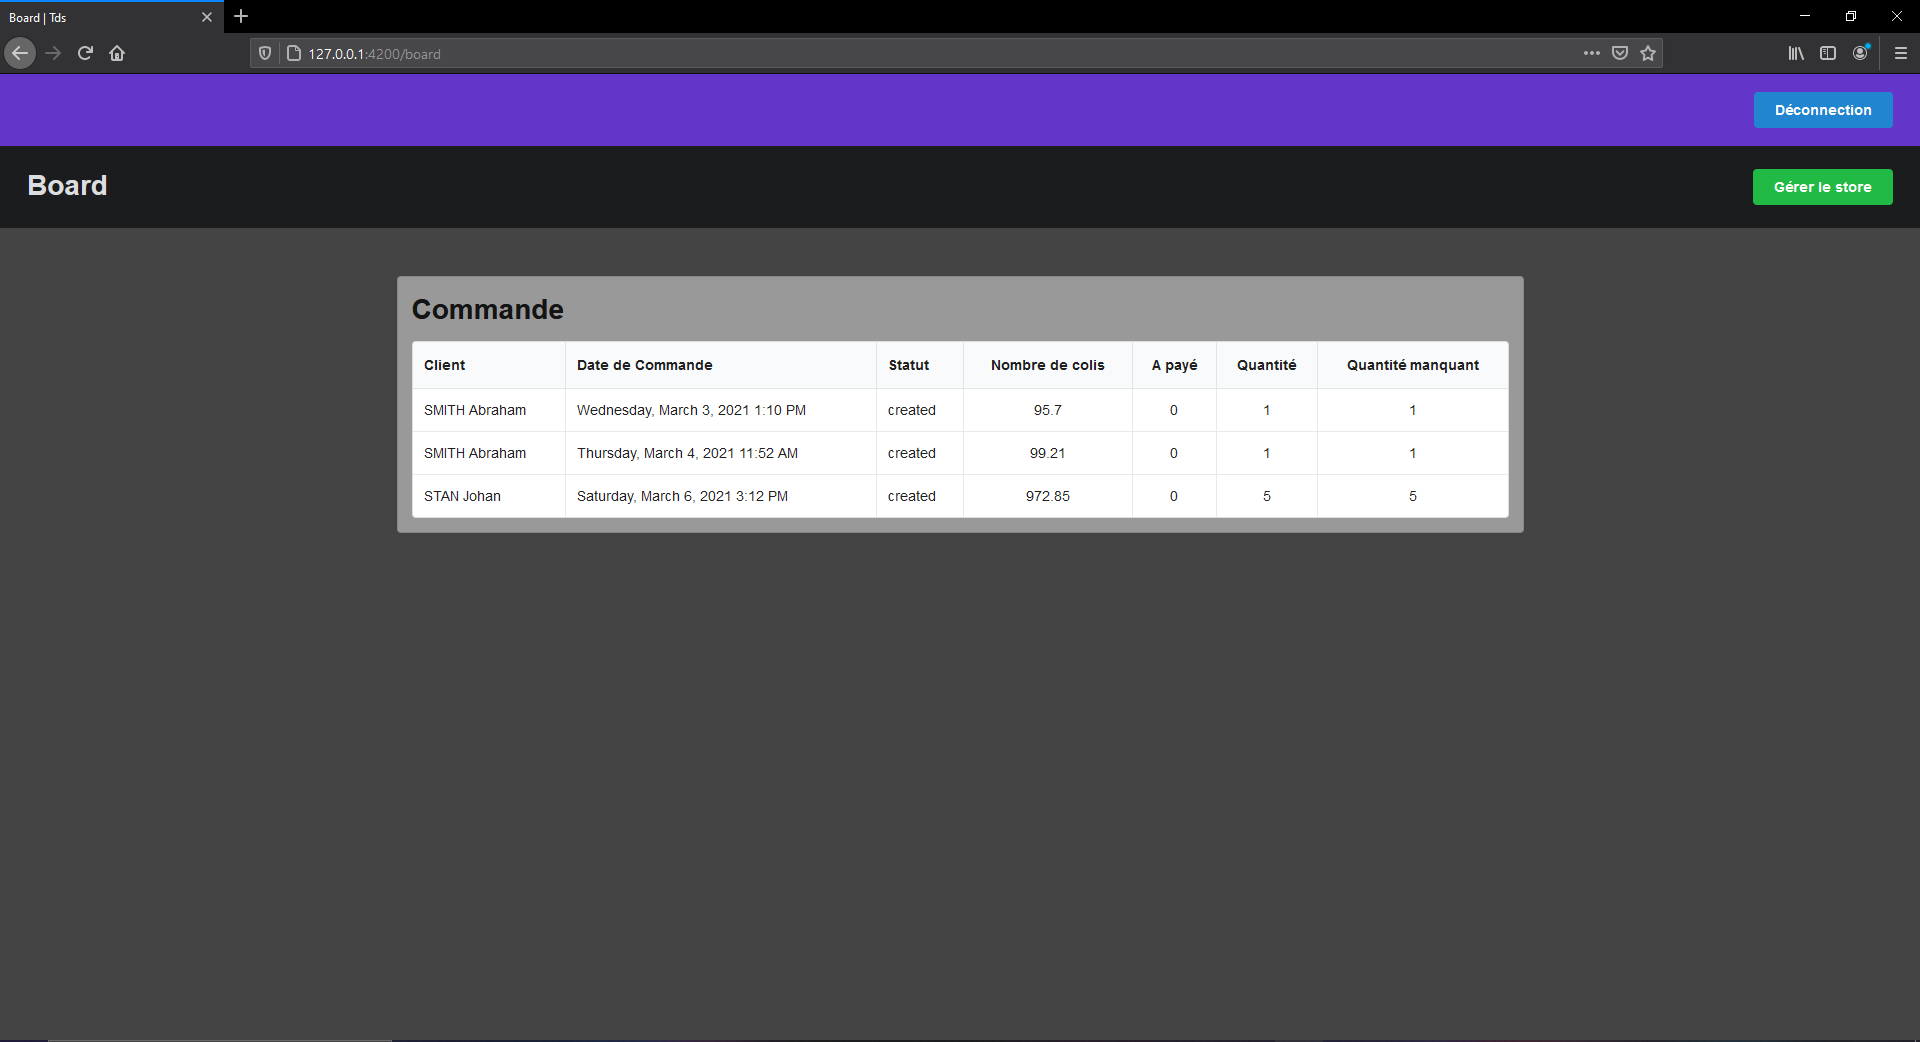 Board | Tds
127.0.0.1:4200/board
Déconnection
Board
Gérer le store
Commande
Client Date de Commande Statut Nombre de colis A payé Quantité Quantité manquant
SMITH Abraham Wednesday, March 3, 2021 1:10 PM created 95.7 0 1 1
SMITH Abraham Thursday, March 4, 2021 11:52 AM created 99.21 0 1 1
STAN Johan Saturday, March 6, 2021 3:12 PM created 972.85 0 5 5